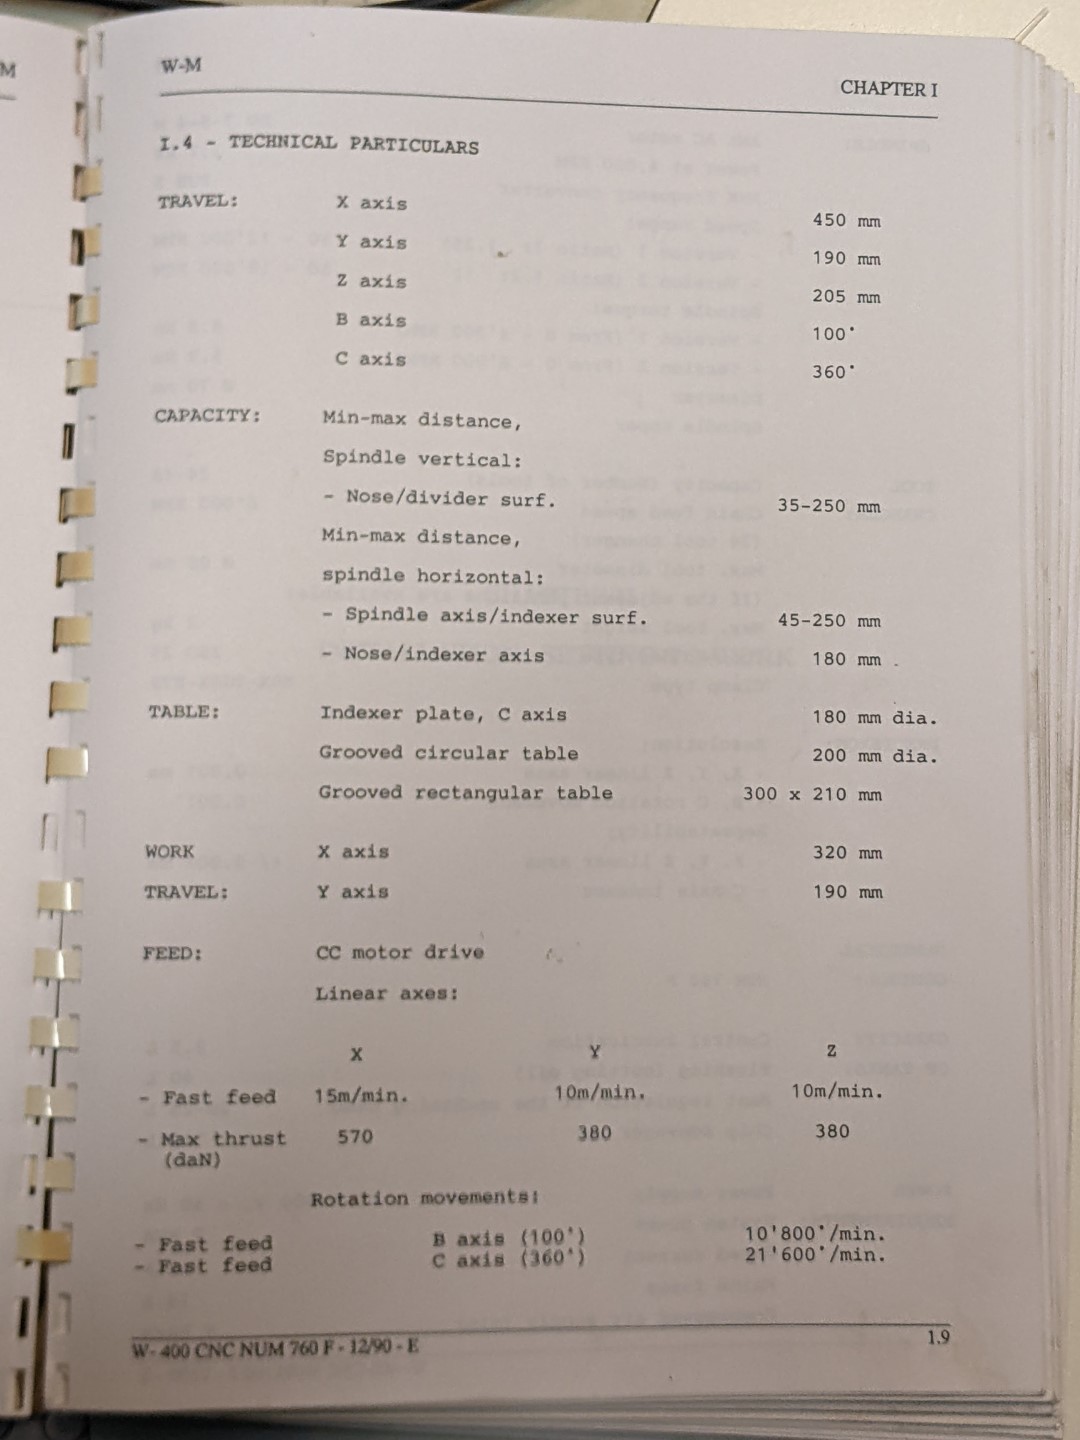 M
W-M
CHAPTER I
I.4 - TECHNICAL PARTICULARS
TRAVEL: X axis 450 mm
Y axis 190 mm
Z axis 205 mm
B axis 100°
C axis 360°
CAPACITY: Min-max distance,
Spindle vertical:
- Nose/divider surf. 35-250 mm
Min-max distance,
spindle horizontal:
- Spindle axis/indexer surf. 45-250 mm
- Nose/indexer axis 180 mm
TABLE: Indexer plate, C axis 180 mm dia.
Grooved circular table 200 mm dia.
Grooved rectangular table 300 x 210 mm
WORK X axis 320 mm
TRAVEL: Y axis 190 mm
FEED: CC motor drive
Linear axes:
X Y Z
- Fast feed 15m/min. 10m/min. 10m/min.
- Max thrust 570 380 380
(daN)
Rotation movements:
- Fast feed B axis (100°) 10'800°/min.
- Fast feed C axis (360°) 21'600°/min.
W- 400 CNC NUM 760 F - 12/90 - E 1.9